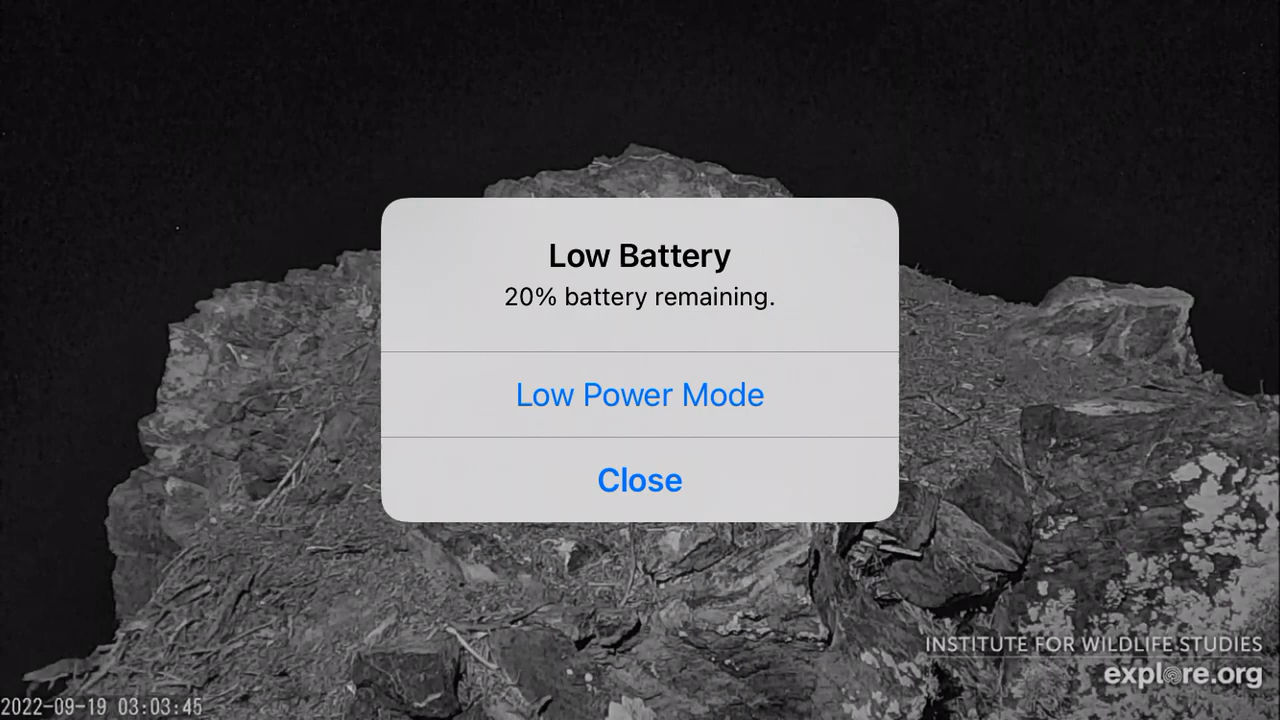 Low Battery
20% battery remaining.
Low Power Mode
Close
INSTITUTE FOR WILDLIFE STUDIES
explore.org
2022-09-19 03:03:45